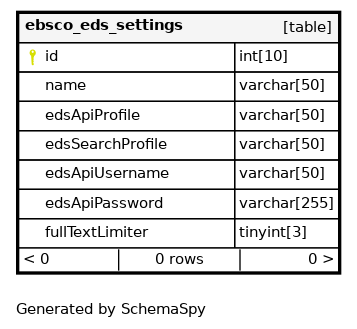 ebsco_eds_settings [table]
id int[10]
name varchar[50]
edsApiProfile varchar[50]
edsSearchProfile varchar[50]
edsApiUsername varchar[50]
edsApiPassword varchar[255]
fullTextLimiter tinyint[3]
< 0 0 rows 0 >
Generated by SchemaSpy